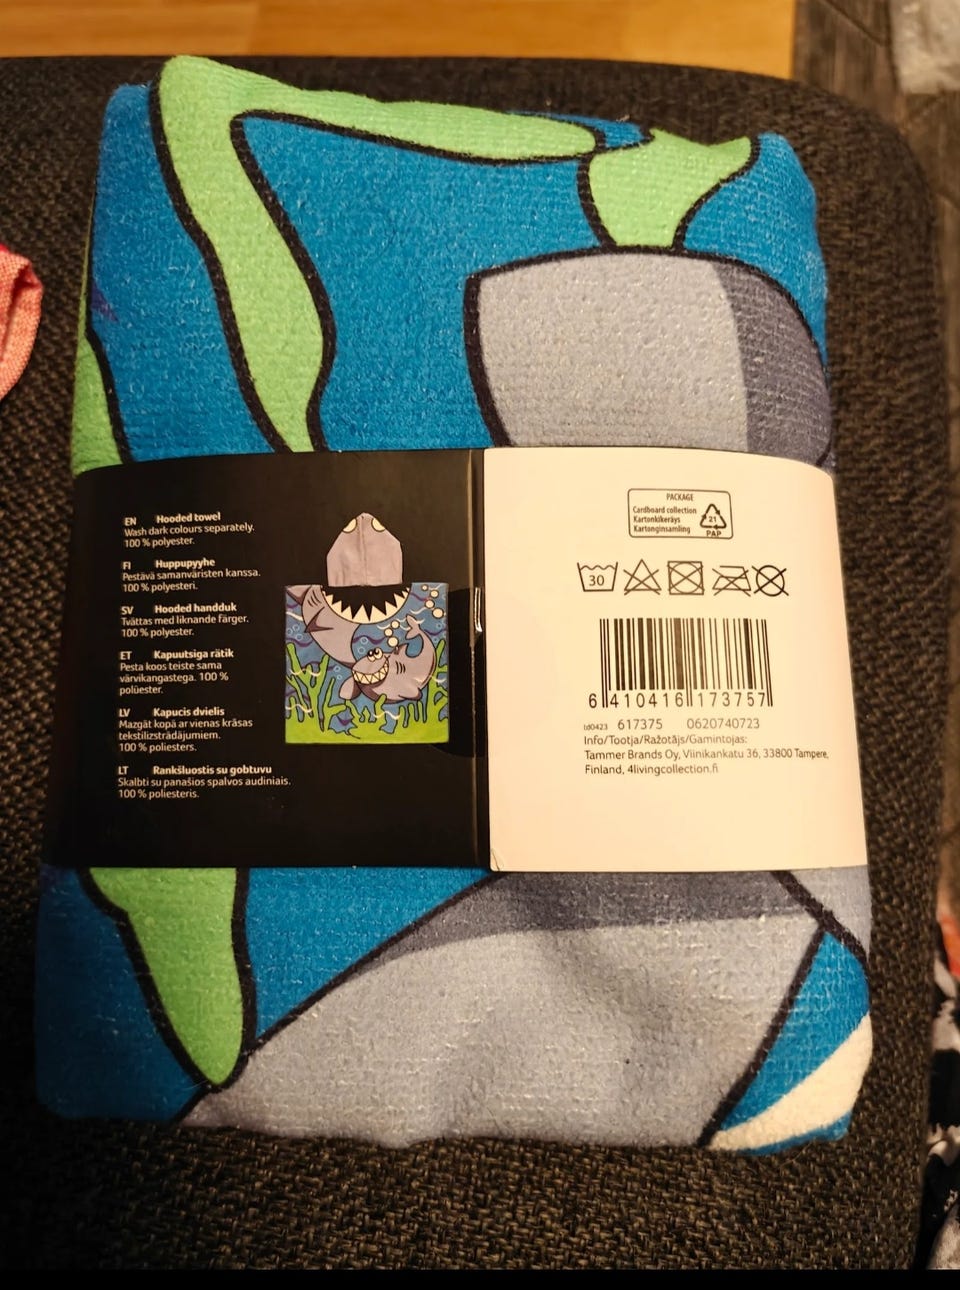 EN Hooded towel
Wash dark colours separately.
100 % polyester.
FI Huppupyyhe
Pestävä samanväristen kanssa.
100 % polyesteri.
SV Hooded handduk
Tvättas med liknande färger.
100 % polyester.
ET Kapuutsiga rätik
Pesta koos teiste sama
värvikangastega. 100 %
polüester.
LV Kapucis dvielis
Mazgāt kopā ar vienas krāsas
tekstilizstrādājumiem.
100 % poliesters.
LT Rankšluostis su gobtuvu
Skalbti su panašios spalvos audiniais.
100 % poliesteris.
PACKAGE
Cardboard collection
Kartonkikeräys
Kartonginsamling
21
PAP
30
6 410416 173757
td0423 617375 0620740723
Info/Tootja/Ražotājs/Gamintojas:
Tammer Brands Oy, Viinikankatu 36, 33800 Tampere,
Finland, 4livingcollection.fi